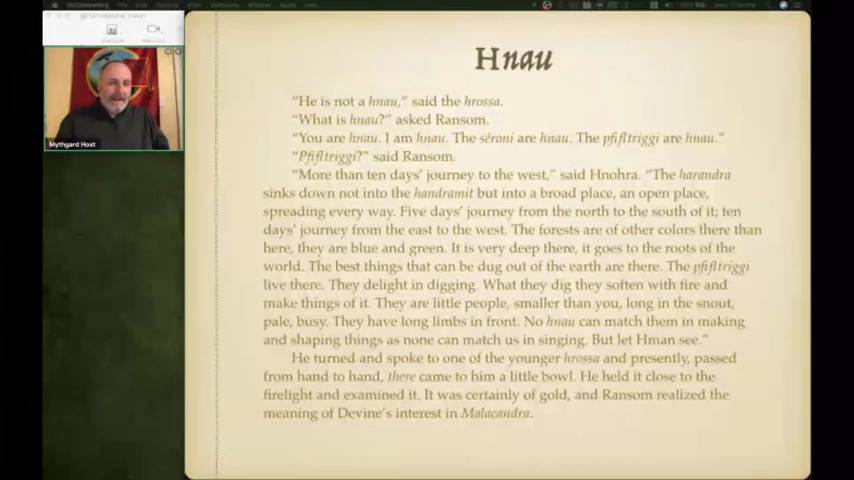 Hnau
“He is not a hnau,” said the hrossa.
“What is hnau?” asked Ransom.
“You are hnau. I am hnau. The séroni are hnau. The pfifltriggi are hnau.”
“Pfifltriggi?” said Ransom.
“More than ten days’ journey to the west,” said Hnohra. “The harandra
sinks down not into the handramit but into a broad place, an open place,
spreading every way. Five days’ journey from the north to the south of it; ten
days’ journey from the east to the west. The forests are of other colors there than
here, they are blue and green. It is very deep there, it goes to the roots of the
world. The best things that can be dug out of the earth are there. The pfifltriggi
live there. They delight in digging. What they dig they soften with fire and
make things of it. They are little people, smaller than you, long in the snout,
pale, busy. They have long limbs in front. No hnau can match them in making
and shaping things as none can match us in singing. But let Hman see.”
He turned and spoke to one of the younger hrossa and presently, passed
from hand to hand, there came to him a little bowl. He held it close to the
firelight and examined it. It was certainly of gold, and Ransom realized the
meaning of Devine’s interest in Malacandra.
Mythgard Host